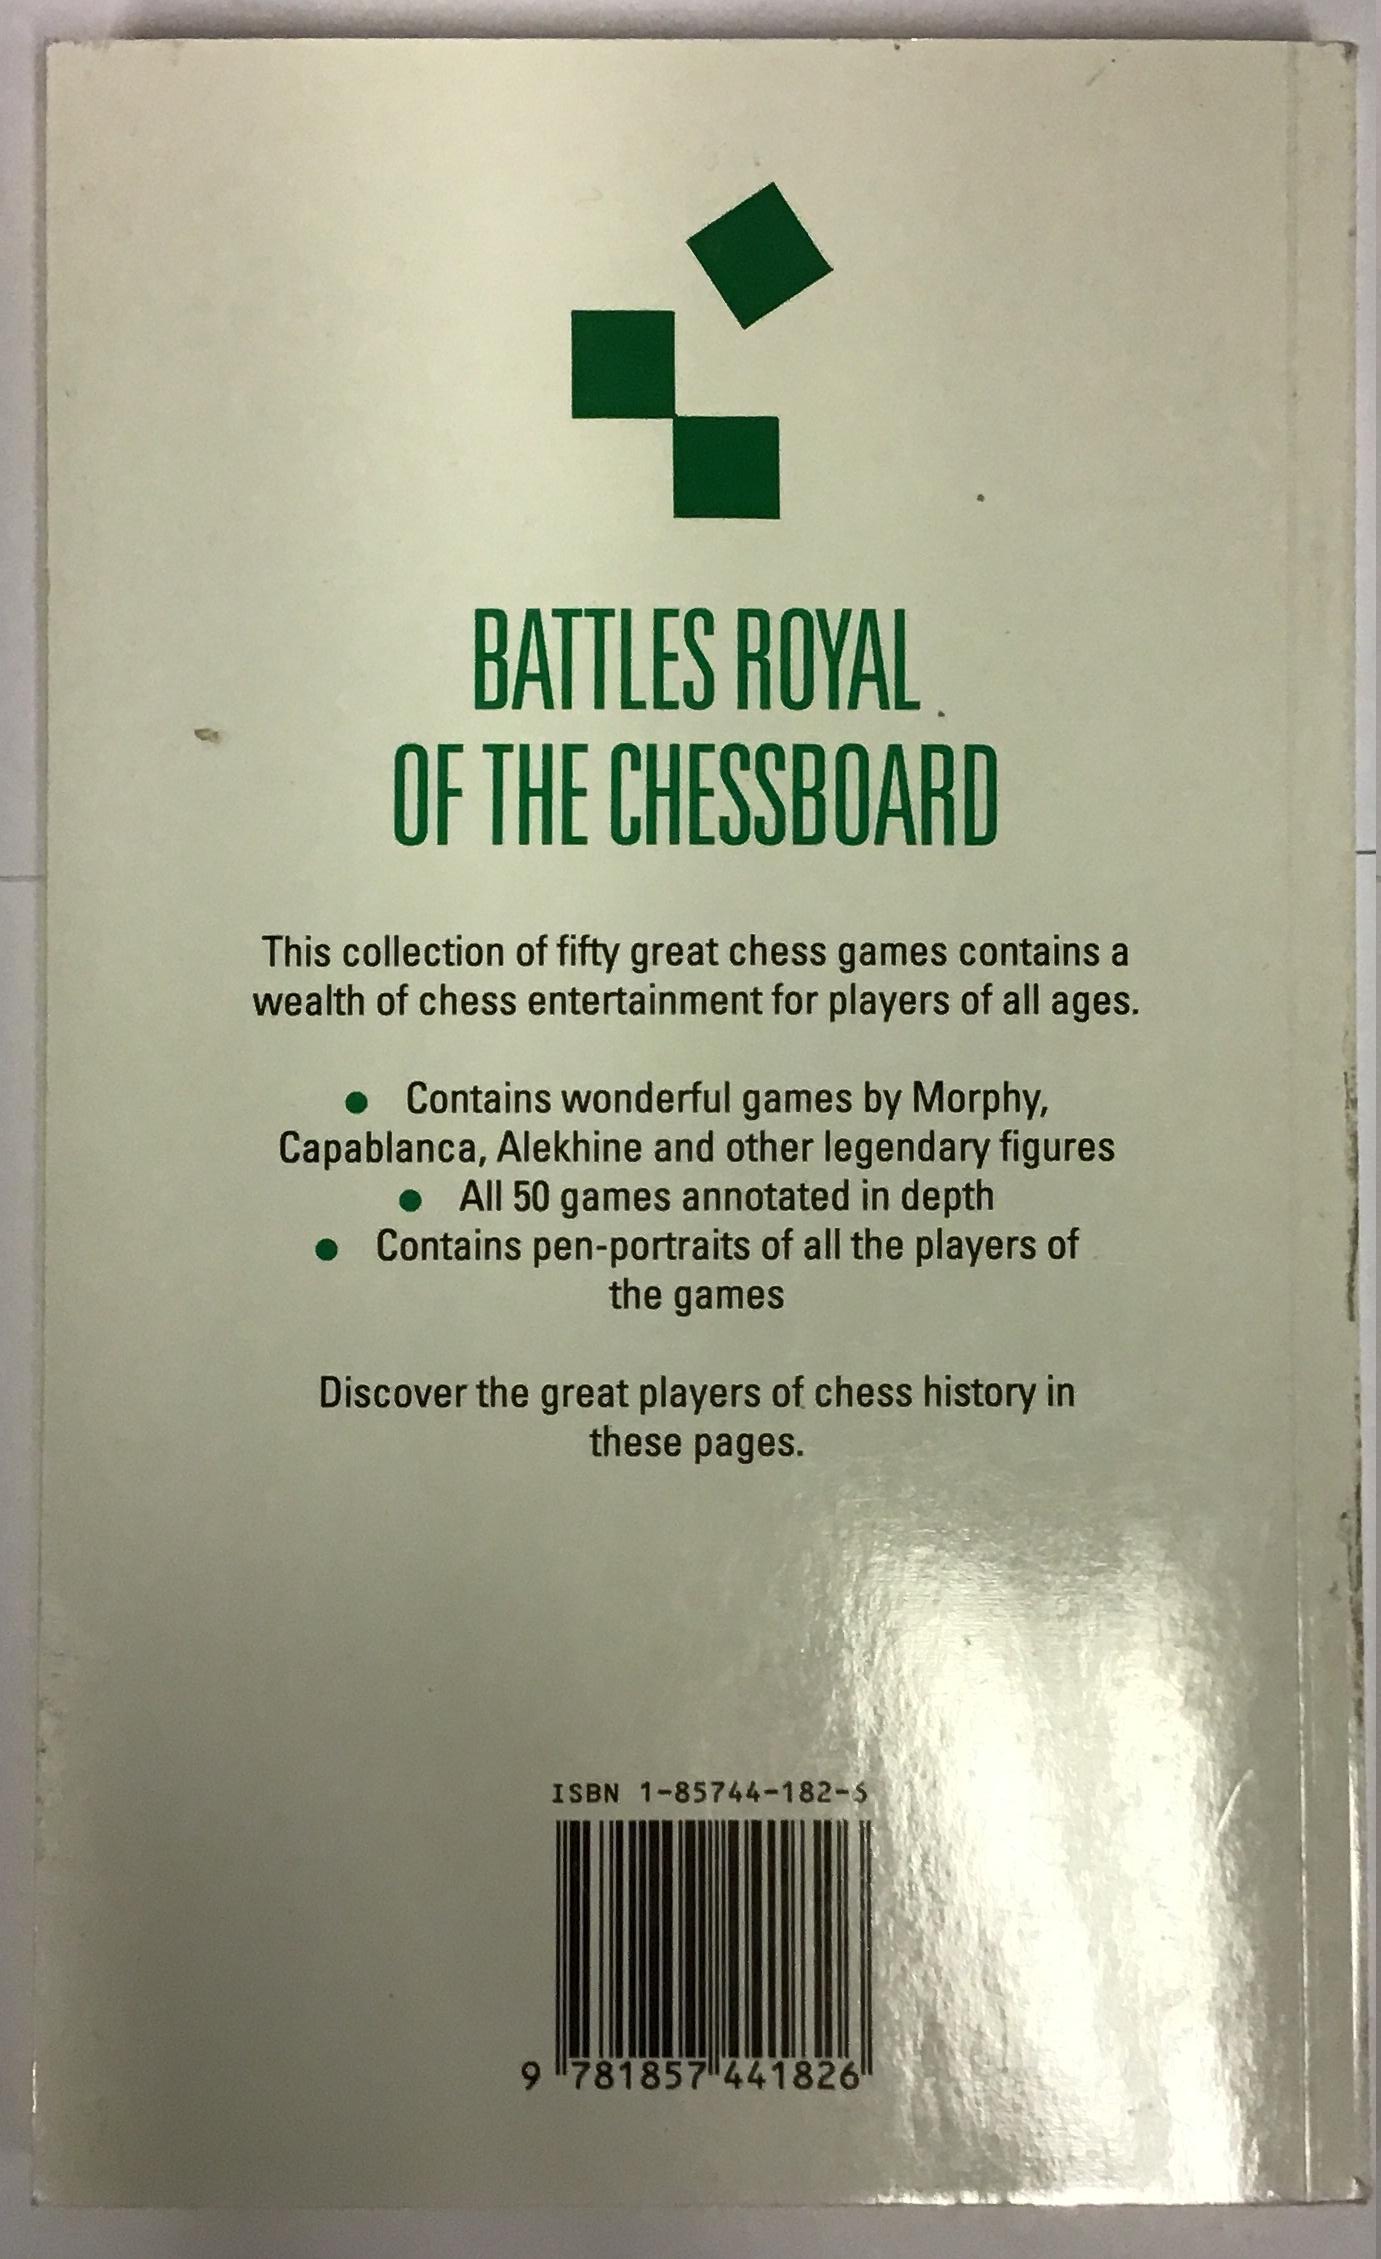 BATTLES ROYAL
OF THE CHESSBOARD
This collection of fifty great chess games contains a
wealth of chess entertainment for players of all ages.
● Contains wonderful games by Morphy,
Capablanca, Alekhine and other legendary figures
● All 50 games annotated in depth
● Contains pen-portraits of all the players of
the games
Discover the great players of chess history in
these pages.
ISBN 1-85744-182-6
9 781857 441826